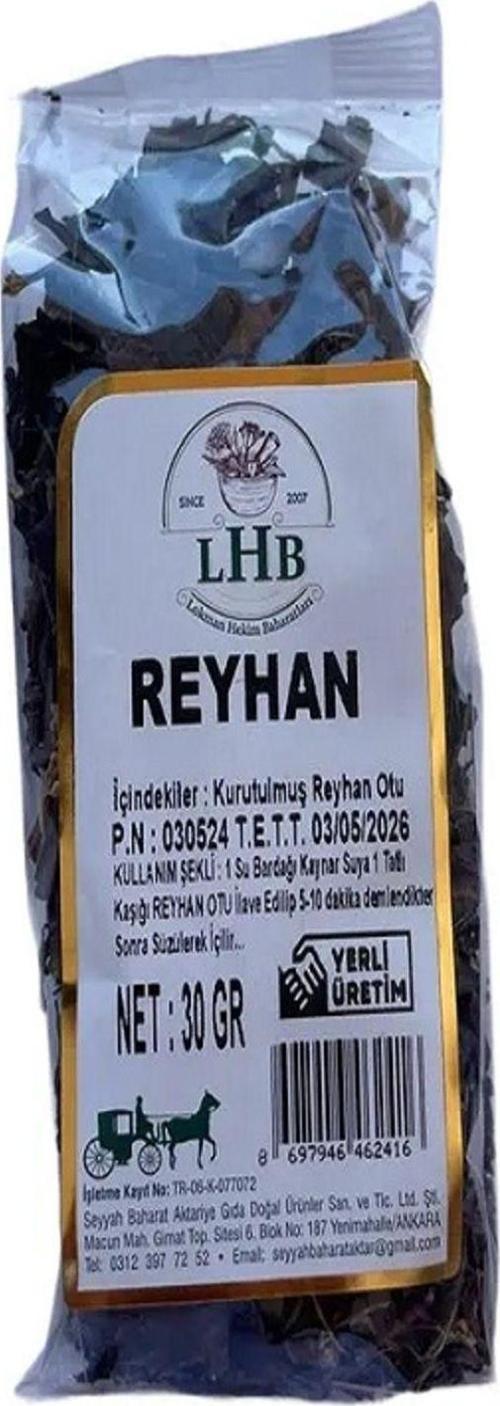 SINCE 2007
LHB
Lokman Hekim Baharatları
REYHAN
İçindekiler : Kurutulmuş Reyhan Otu
P.N : 030524 T.E.T.T. 03/05/2026
KULLANIM ŞEKLİ : 1 Su Bardağı Kaynar Suya 1 Tatlı
Kaşığı REYHAN OTU İlave Edilip 5-10 dakika demlendikten
Sonra Süzülerek İçilir...
YERLİ
ÜRETİM
NET : 30 GR
8 697946 462416
İşletme Kayıt No: TR-06-K-077072
Seyyah Baharat Aktariye Gıda Doğal Ürünler San. ve Tic. Ltd. Şti.
Macun Mah. Gimat Top. Sitesi 6. Blok No: 187 Yenimahalle/ANKARA
Tel: 0312 397 72 52 • Email: seyyahbaharataktar@gmail.com